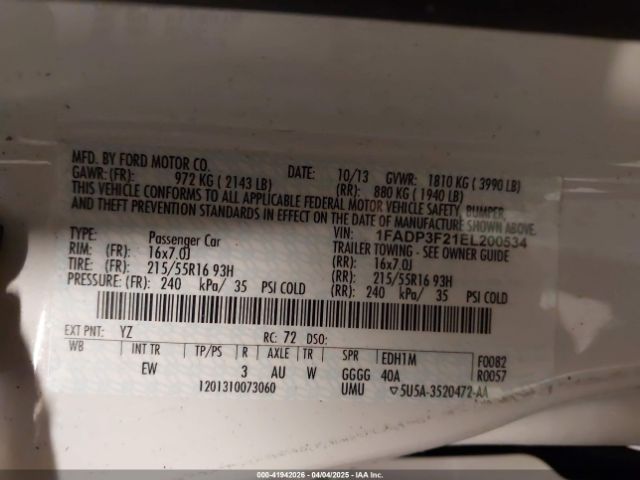 MFD. BY FORD MOTOR CO. DATE: 10/13 GVWR: 1810 KG ( 3990 LB)
GAWR: (FR): 972 KG ( 2143 LB) (RR): 880 KG ( 1940 LB)
THIS VEHICLE CONFORMS TO ALL APPLICABLE FEDERAL MOTOR VEHICLE SAFETY, BUMPER,
AND THEFT PREVENTION STANDARDS IN EFFECT ON THE DATE OF MANUFACTURE SHOWN ABOVE.
VIN: 1FADP3F21EL200534
TYPE: Passenger Car TRAILER TOWING - SEE OWNER GUIDE
RIM: (FR): 16x7.0J (RR): 16x7.0J
TIRE: (FR): 215/55R16 93H (RR): 215/55R16 93H
PRESSURE: (FR): 240 kPa/ 35 PSI COLD (RR): 240 kPa/ 35 PSI COLD
EXT PNT: YZ RC: 72 DSO:
WB INT TR TP/PS R AXLE TR SPR EDH1M F0082
EW 3 AU W GGGG 40A R0057
1201310073060 UMU ▽5U5A-3520472-AA
000-41942026 - 04/04/2025 - IAA Inc.